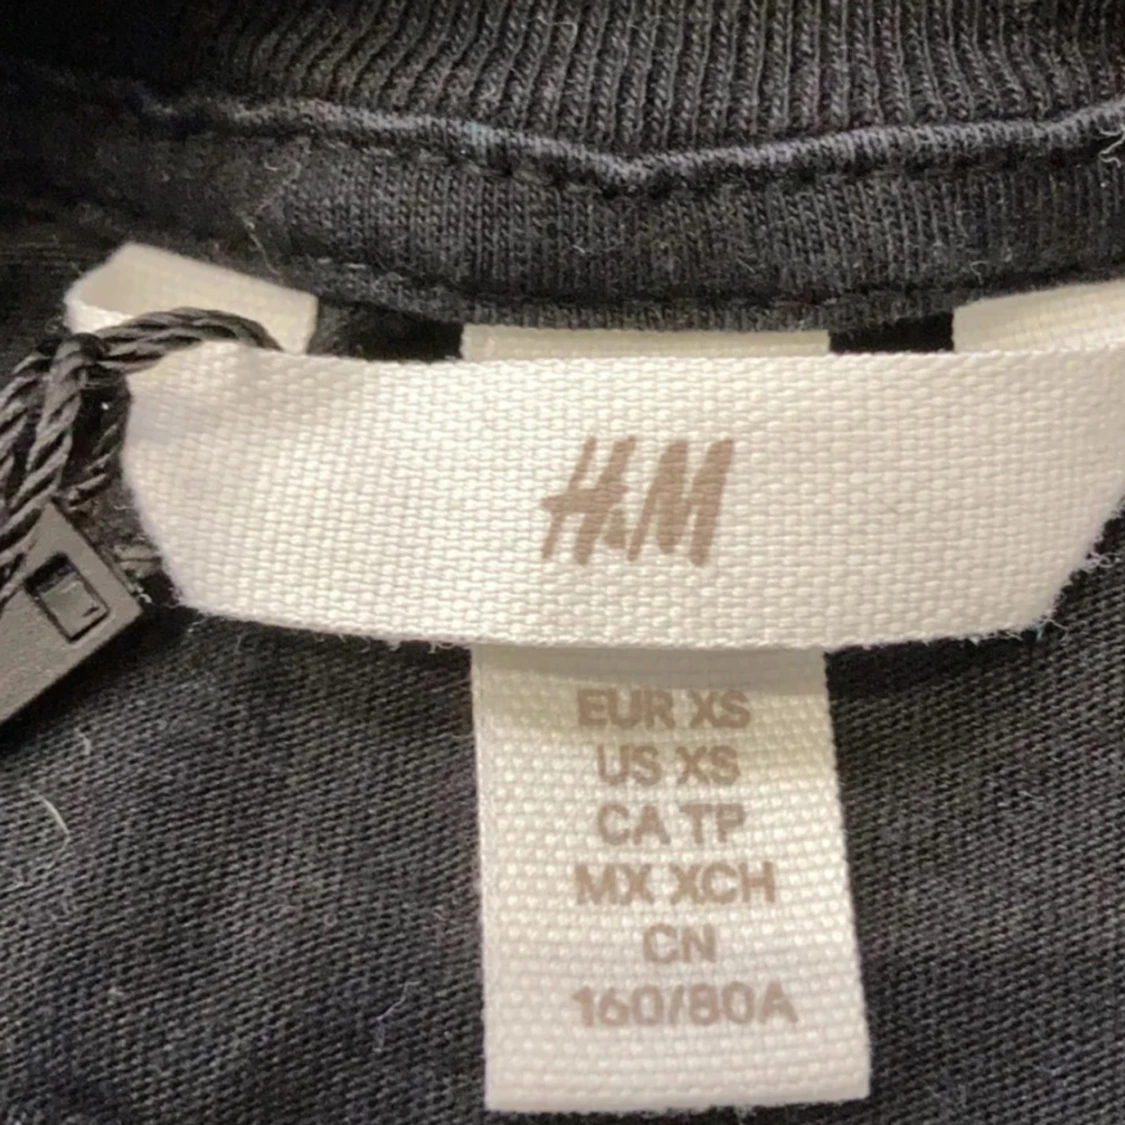 H&M
EUR XS
US XS
CA TP
MX XCH
CN
160/80A